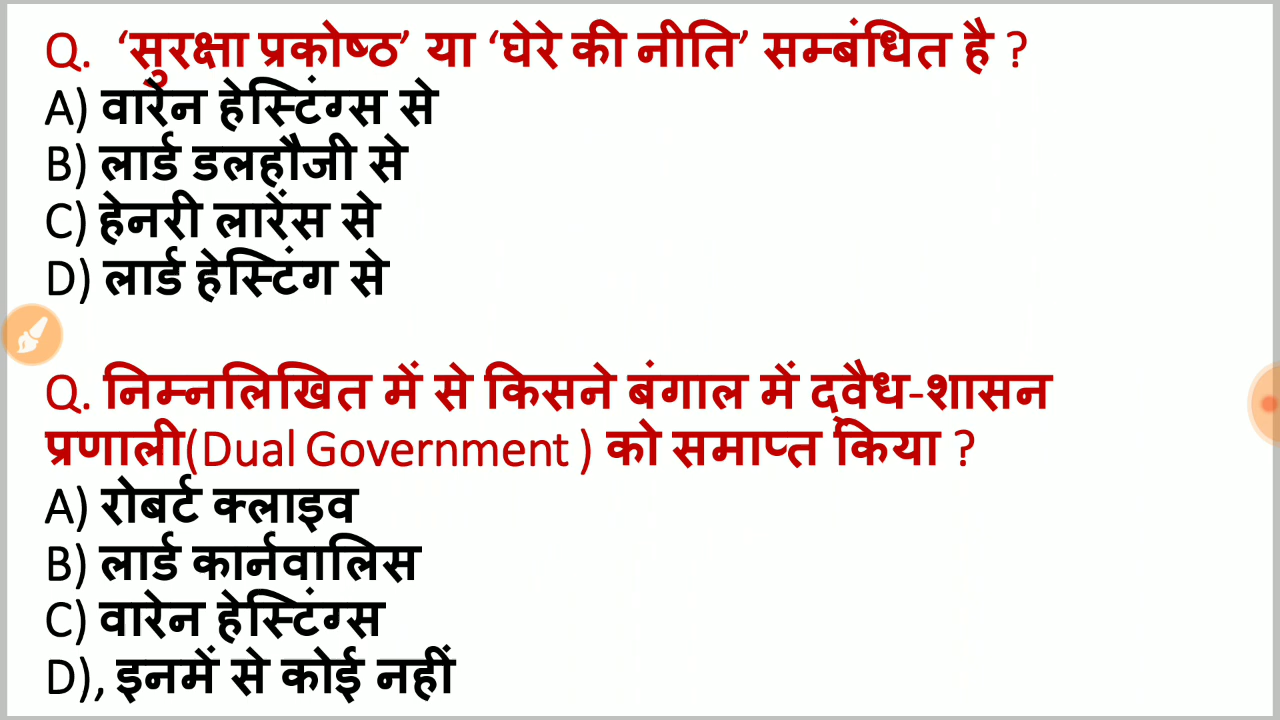 Q. ‘सुरक्षा प्रकोष्ठ’ या ‘घेरे की नीति’ सम्बंधित है ?
A) वारेन हेस्टिंग्स से
B) लार्ड डलहौजी से
C) हेनरी लारेंस से
D) लार्ड हेस्टिंग से
Q. निम्नलिखित में से किसने बंगाल में द्वैध-शासन
प्रणाली(Dual Government ) को समाप्त किया ?
A) रोबर्ट क्लाइव
B) लार्ड कार्नवालिस
C) वारेन हेस्टिंग्स
D), इनमें से कोई नहीं